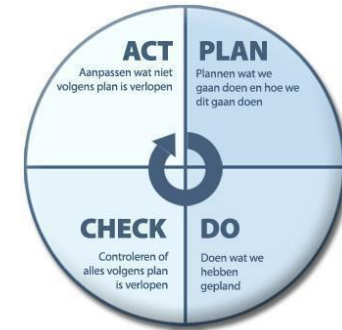 ACT
Aanpassen wat niet
volgens plan is verlopen
PLAN
Plannen wat we
gaan doen en hoe we
dit gaan doen
CHECK
Controleren of
alles volgens plan
is verlopen
DO
Doen wat we
hebben
gepland